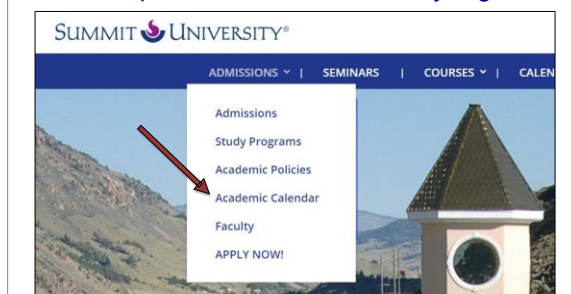 SUMMIT UNIVERSITY®
ADMISSIONS | SEMINARS | COURSES | CALEN
Admissions
Study Programs
Academic Policies
Academic Calendar
Faculty
APPLY NOW!